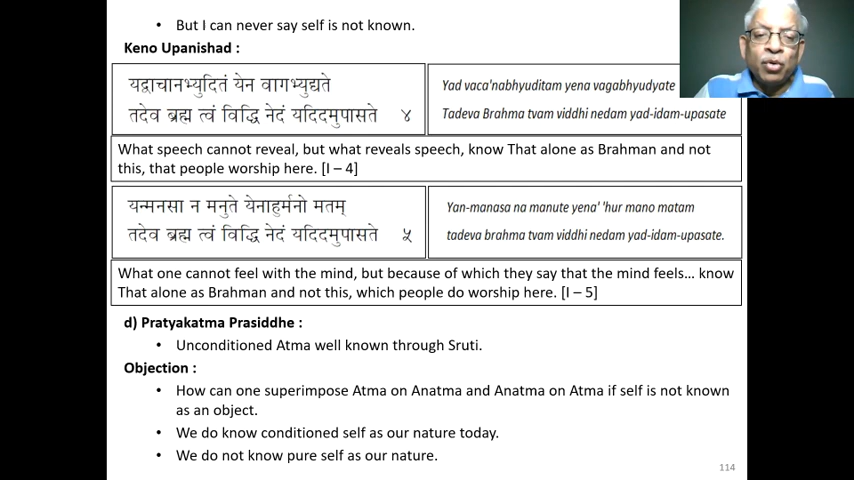 • But I can never say self is not known.
Keno Upanishad :
यद्वाचानभ्युदितं येन वागभ्युद्यते
तदेव ब्रह्म त्वं विद्धि नेदं यदिदमुपासते ४
Yad vaca'nabhyuditam yena vagabhyudyate
Tadeva Brahma tvam viddhi nedam yad-idam-upasate
What speech cannot reveal, but what reveals speech, know That alone as Brahman and not
this, that people worship here. [I – 4]
यन्मनसा न मनुते येनाहुर्मनो मतम्
तदेव ब्रह्म त्वं विद्धि नेदं यदिदमुपासते ५
Yan-manasa na manute yena' 'hur mano matam
tadeva brahma tvam viddhi nedam yad-idam-upasate.
What one cannot feel with the mind, but because of which they say that the mind feels… know
That alone as Brahman and not this, which people do worship here. [I – 5]
d) Pratyakatma Prasiddhe :
• Unconditioned Atma well known through Sruti.
Objection :
• How can one superimpose Atma on Anatma and Anatma on Atma if self is not known
as an object.
• We do know conditioned self as our nature today.
• We do not know pure self as our nature.
114